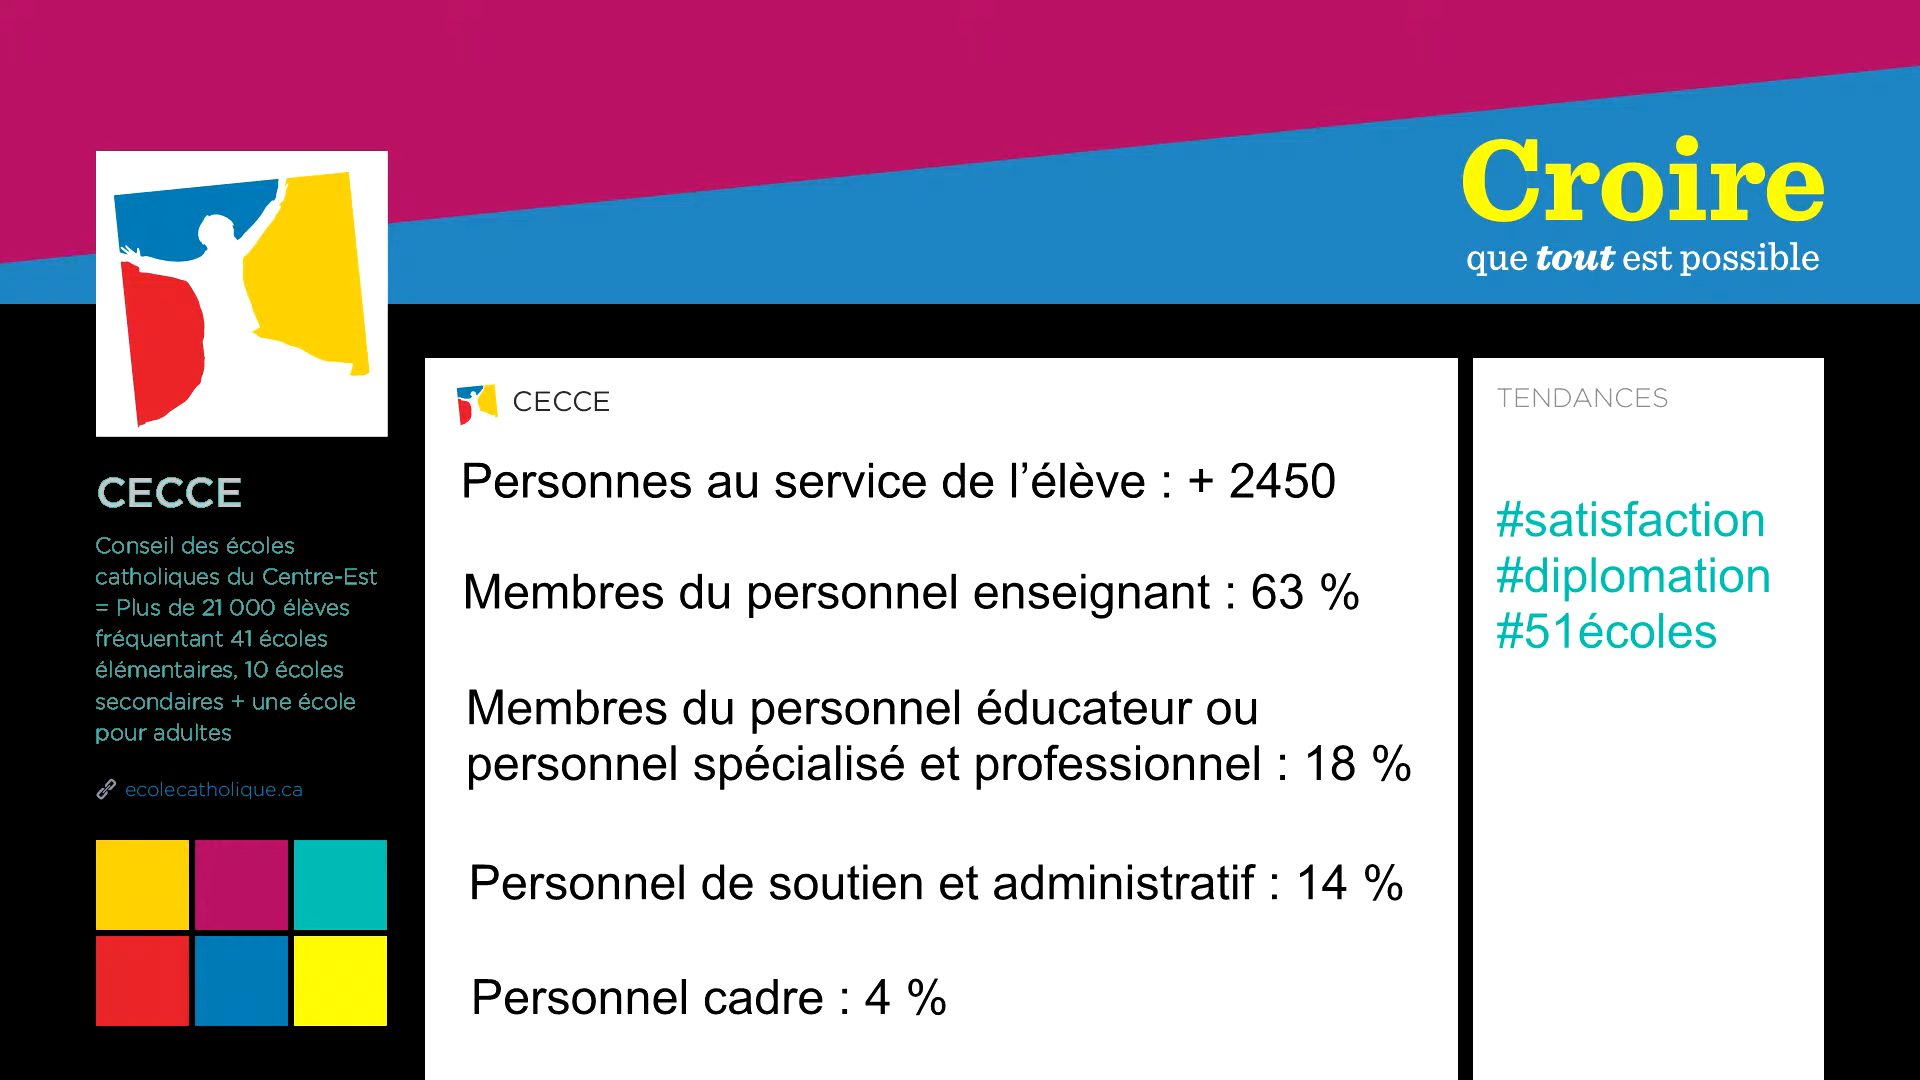 Croire
que tout est possible
CECCE
Conseil des écoles
catholiques du Centre-Est
= Plus de 21 000 élèves
fréquentant 41 écoles
élémentaires, 10 écoles
secondaires + une école
pour adultes
ecolecatholique.ca
CECCE
Personnes au service de l’élève : + 2450
Membres du personnel enseignant : 63 %
Membres du personnel éducateur ou
personnel spécialisé et professionnel : 18 %
Personnel de soutien et administratif : 14 %
Personnel cadre : 4 %
TENDANCES
#satisfaction
#diplomation
#51écoles